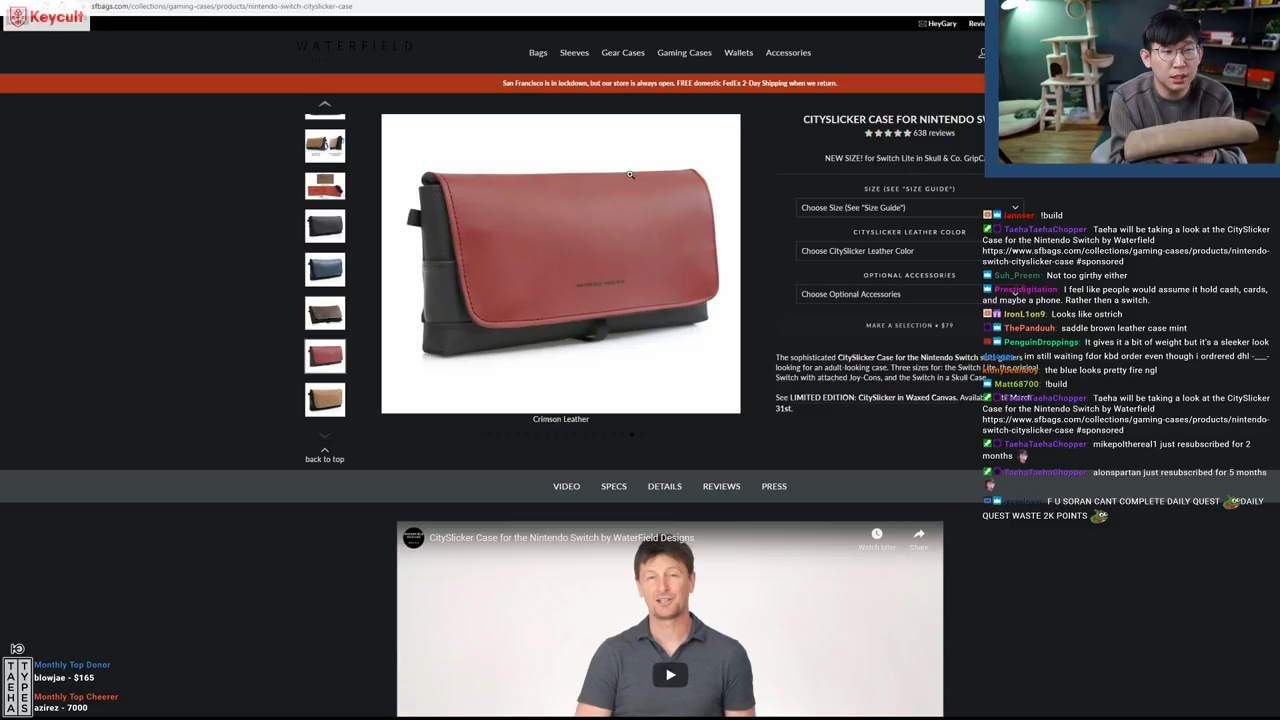 sfbags.com/collections/gaming-cases/products/nintendo-switch-cityslicker-case
Keycult
HeyGary
WATERFIELD
Bags Sleeves Gear Cases Gaming Cases Wallets Accessories
San Francisco is in lockdown, but our store is always open. FREE domestic FedEx 2-Day Shipping when we return.
CITYSLICKER CASE FOR NINTENDO
638 reviews
NEW SIZE! for Switch Lite in Skull & Co.
SIZE (SEE "SIZE GUIDE")
Choose Size (See "Size Guide")
CITYSLICKER LEATHER COLOR
Choose CitySlicker Leather Color
OPTIONAL ACCESSORIES
Choose Optional Accessories
MAKE A SELECTION • $79
The sophisticated CitySlicker Case for the Nintendo Switch
looking for an adult-looking case. Three sizes for: the Switch Lite, the original
Switch with attached Joy-Cons, and the Switch in a Skull Case.
See LIMITED EDITION: CitySlicker in Waxed Canvas.
31st.
Crimson Leather
back to top
VIDEO SPECS DETAILS REVIEWS PRESS
CitySlicker Case for the Nintendo Switch by WaterField Designs
Watch later Share
lannser !build
TaehaTaehaChopper: Taeha will be taking a look at the CitySlicker
Case for the Nintendo Switch by Waterfield
https://www.sfbags.com/collections/gaming-cases/products/nintendo-
switch-cityslicker-case #sponsored
Suh_Preem: Not too girthy either
Prestidigitation: I feel like people would assume it hold cash, cards,
and maybe a phone. Rather then a switch.
IronL1on9: Looks like ostrich
ThePanduuh: saddle brown leather case mint
PenguinDroppings: It gives it a bit of weight but it's a sleeker look
im still waiting fdor kbd order even though i ordrered dhl -___-
the blue looks pretty fire ngl
Matt68700: !build
TaehaTaehaChopper: Taeha will be taking a look at the CitySlicker
Case for the Nintendo Switch by Waterfield
https://www.sfbags.com/collections/gaming-cases/products/nintendo-
switch-cityslicker-case #sponsored
TaehaTaehaChopper: mikepolthereal1 just resubscribed for 2
months
TaehaTaehaChopper: alonspartan just resubscribed for 5 months
F U SORAN CANT COMPLETE DAILY QUEST DAILY
QUEST WASTE 2K POINTS
TAEHA TYPES
Monthly Top Donor
blowjae - $165
Monthly Top Cheerer
azirez - 7000